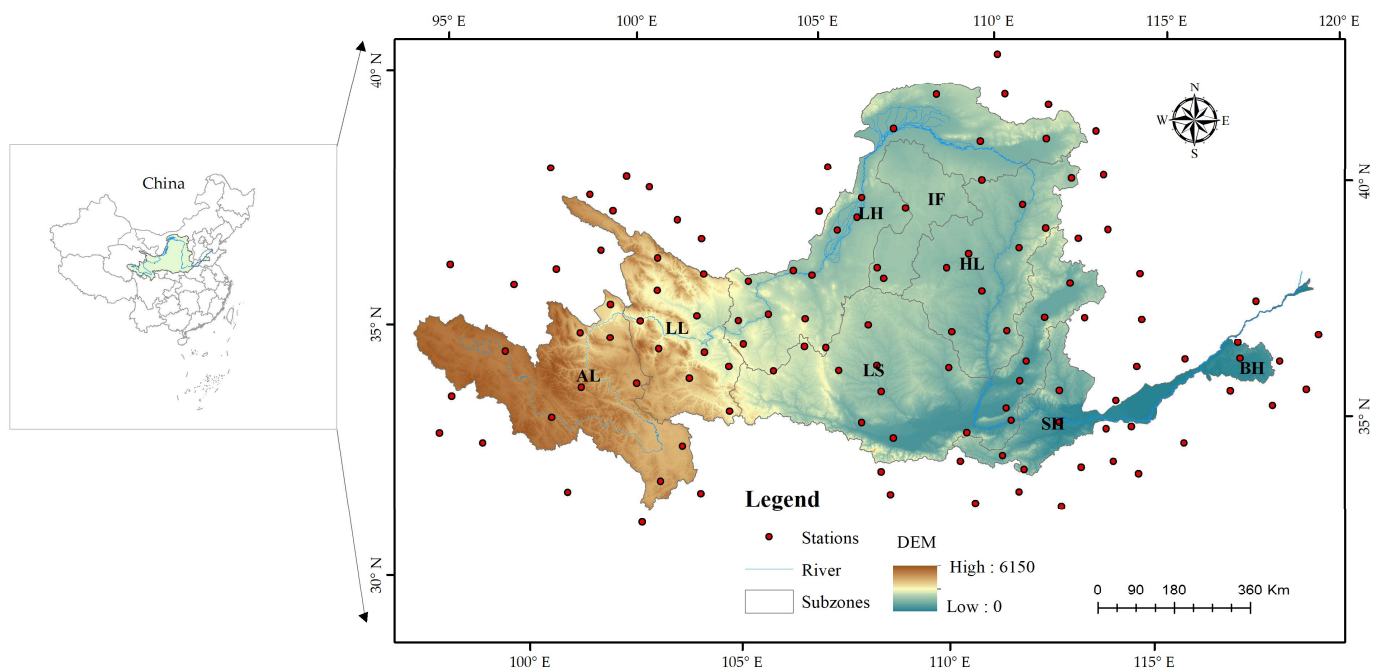 95° E 100° E 105° E 110° E 115° E 120° E
40° N
N
W E
S
China
40° N
IF
LH
HL
35° N
LL
LS
AL
BH
35° N
SH
Legend
Stations
DEM
River
High : 6150
Subzones
Low : 0
0 90 180 360 Km
30° N
100° E 105° E 110° E 115° E